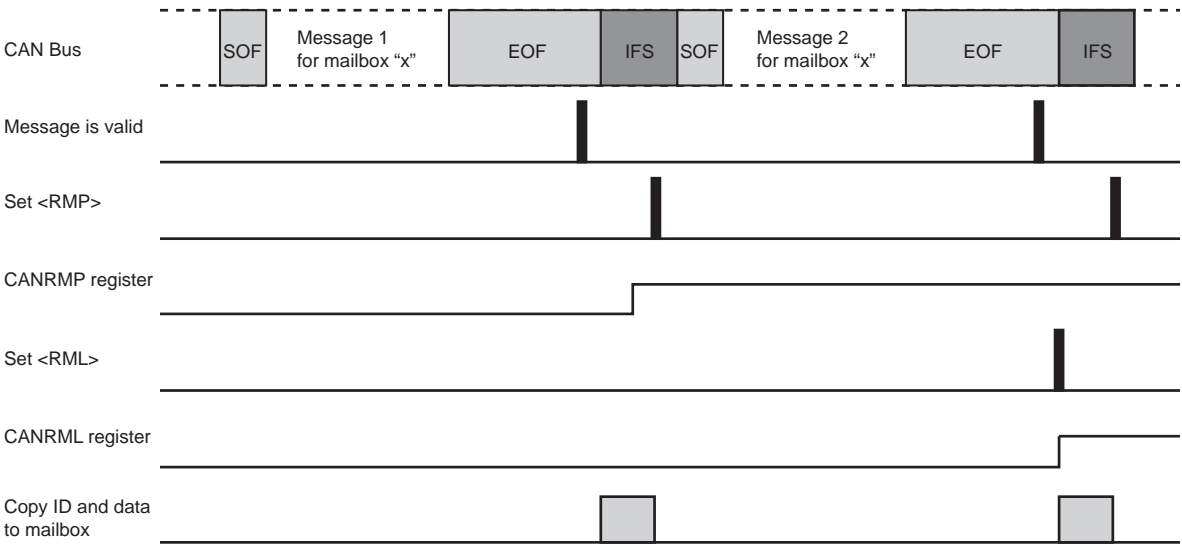 CAN Bus
SOF
Message 1
for mailbox “x”
EOF
IFS
SOF
Message 2
for mailbox “x”
EOF
IFS
Message is valid
Set <RMP>
CANRMP register
Set <RML>
CANRML register
Copy ID and data
to mailbox